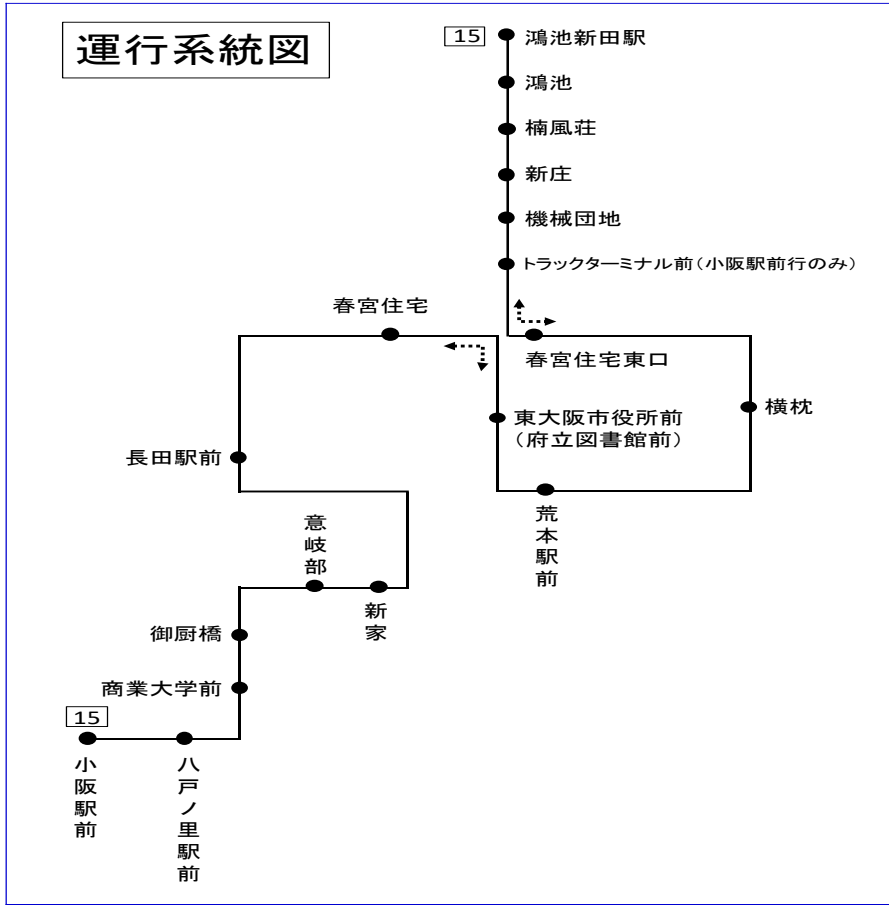 運行系統図
15 鴻池新田駅
鴻池
楠風荘
新庄
機械団地
トラックターミナル前(小阪駅前行のみ)
春宮住宅
春宮住宅東口
横枕
東大阪市役所前
(府立図書館前)
長田駅前
荒本駅前
意岐部
新家
御厨橋
商業大学前
15
小阪駅前
八戸ノ里駅前